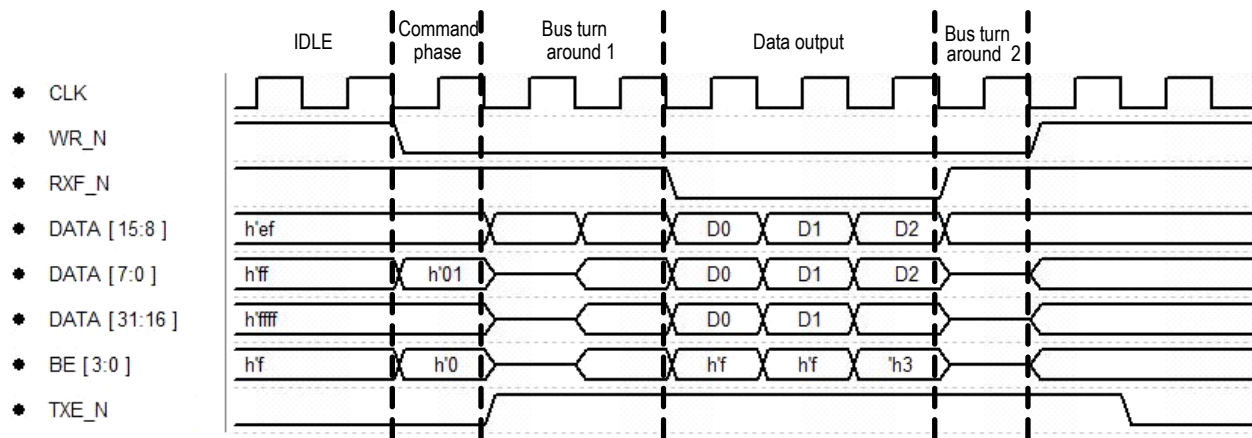 IDLE
Command
phase
Bus turn
around 1
Data output
Bus turn
around 2
CLK
WR_N
RXF_N
DATA [ 15:8 ] h'ef D0 D1 D2
DATA [7:0 ] h'ff h'01 D0 D1 D2
DATA [31:16 ] h'ffff D0 D1
BE [3:0 ] h'f h'0 h'f h'f 'h3
TXE_N